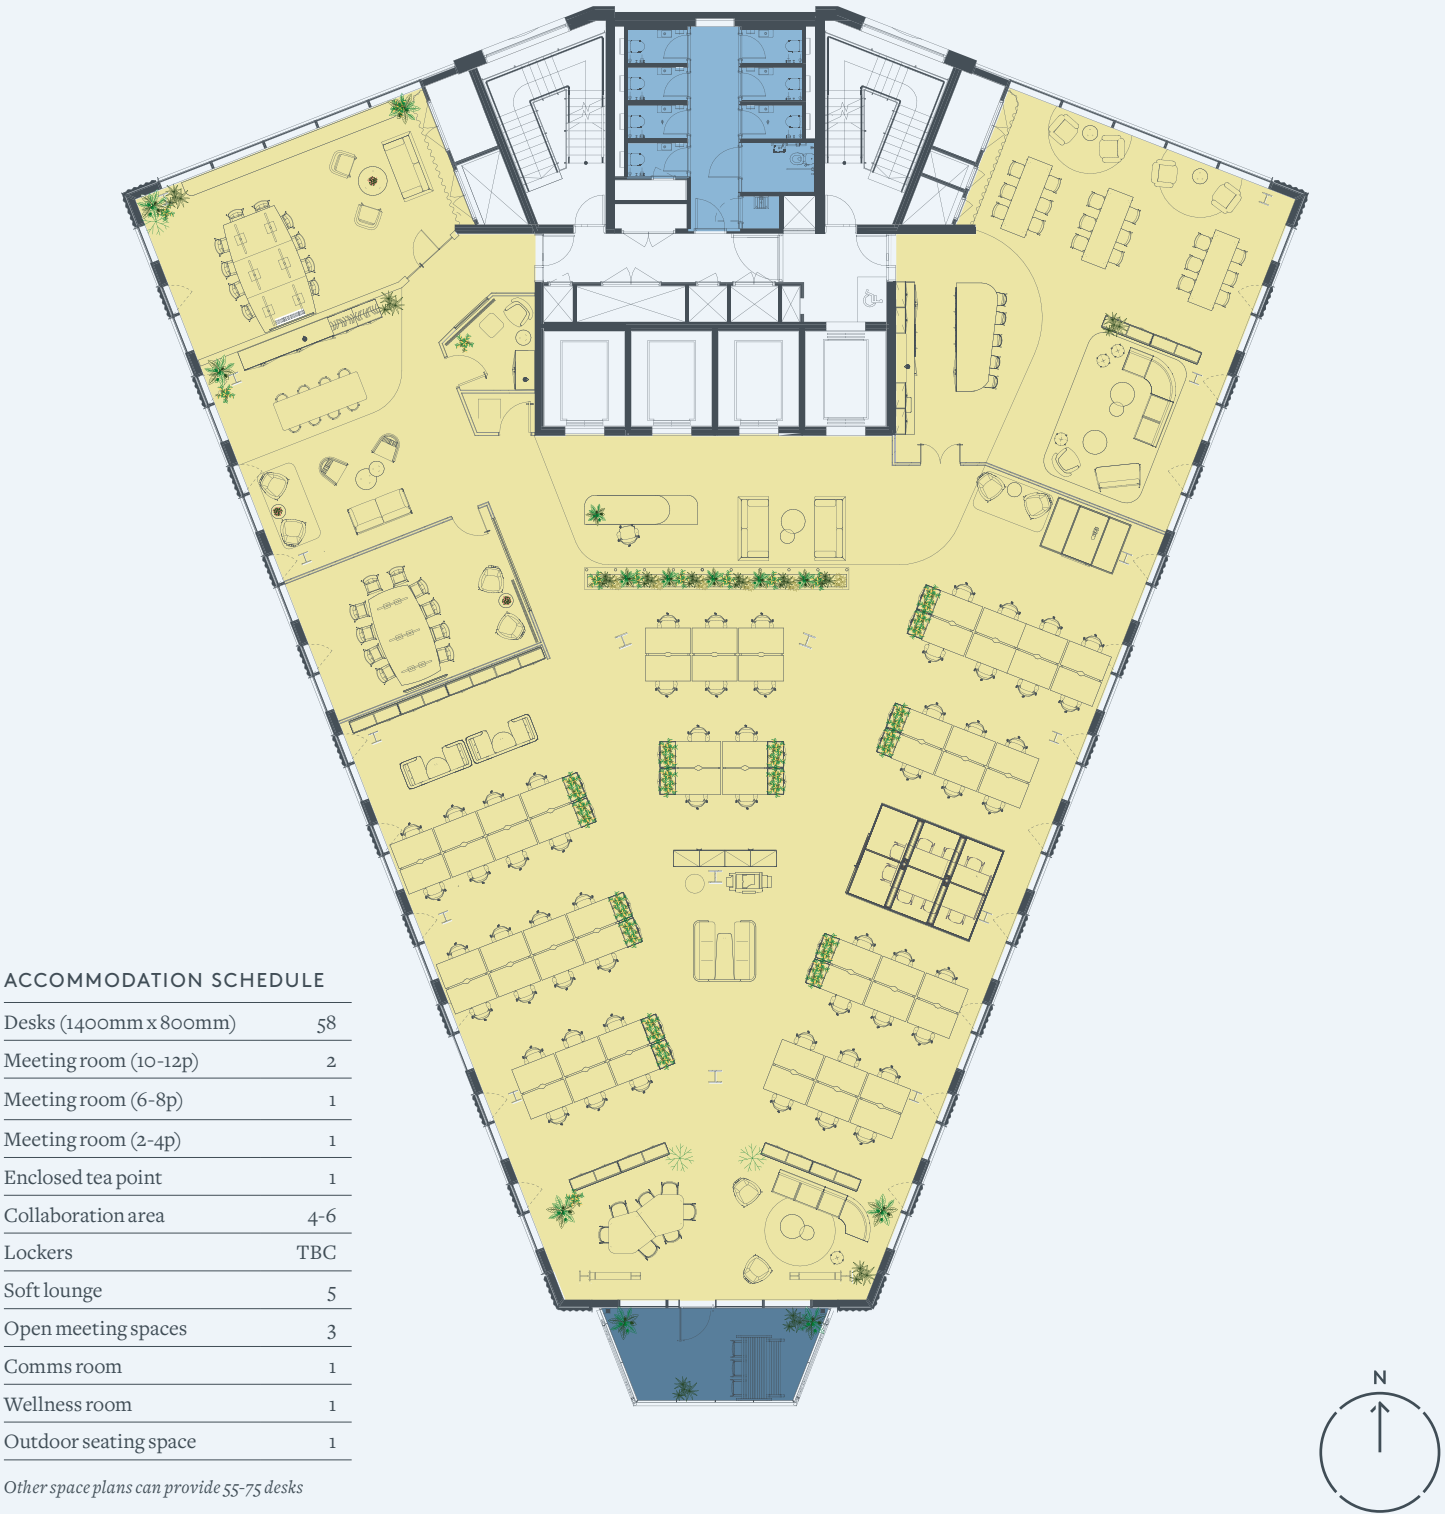 ACCOMMODATION SCHEDULE
Desks (1400mm x 800mm) 58
Meeting room (10-12p) 2
Meeting room (6-8p) 1
Meeting room (2-4p) 1
Enclosed tea point 1
Collaboration area 4-6
Lockers TBC
Soft lounge 5
Open meeting spaces 3
Comms room 1
Wellness room 1
Outdoor seating space 1
Other space plans can provide 55-75 desks
N